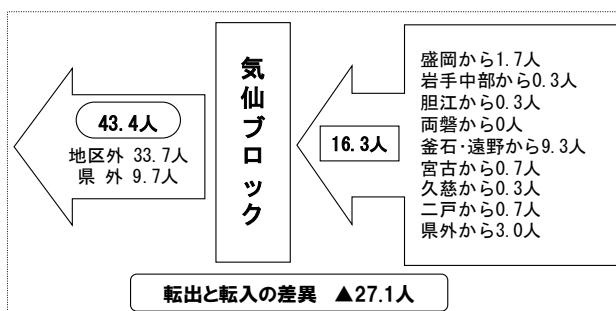 43.4人
地区外 33.7人
県 外 9.7人
気仙ブロック
16.3人
盛岡から1.7人
岩手中部から0.3人
胆江から0.3人
両磐から0人
釜石・遠野から9.3人
宮古から0.7人
久慈から0.3人
二戸から0.7人
県外から3.0人
転出と転入の差異 ▲27.1人